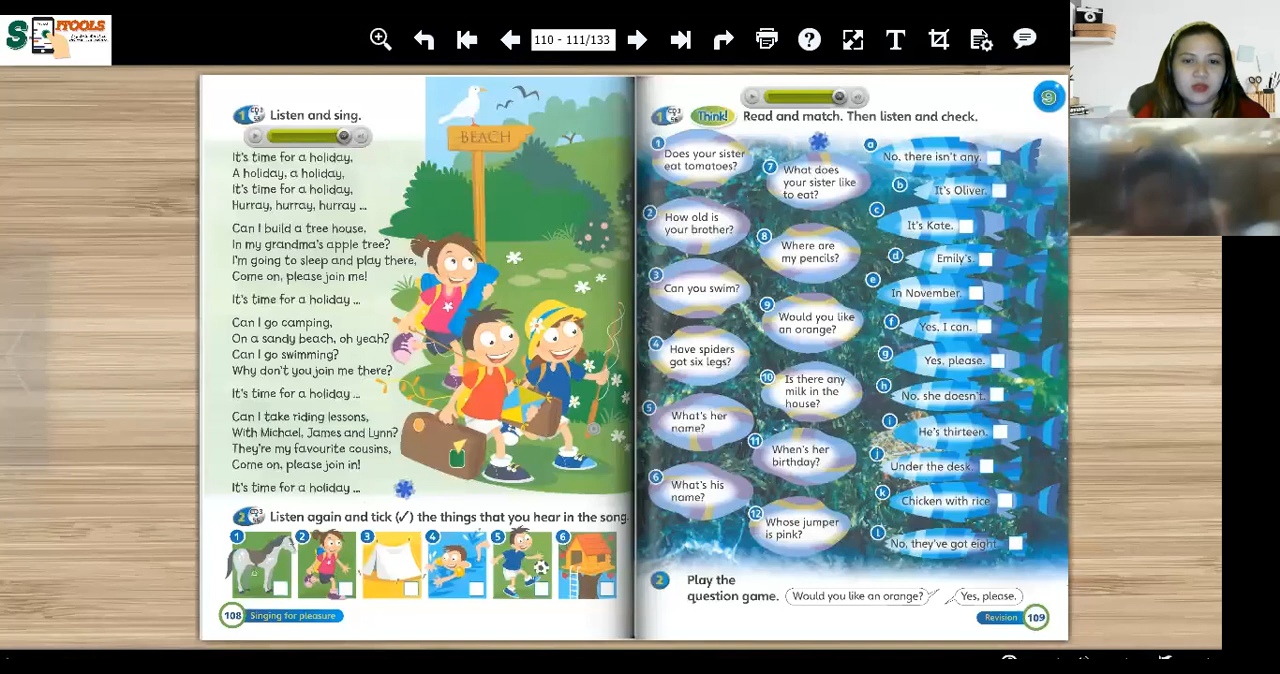 S iTOOLS
110 - 111/133
T
1 CD3 Listen and sing.
It's time for a holiday,
A holiday, a holiday,
It's time for a holiday,
Hurray, hurray, hurray ...
Can I build a tree house,
In my grandma's apple tree?
I'm going to sleep and play there,
Come on, please join me!
It's time for a holiday ...
Can I go camping,
On a sandy beach, oh yeah?
Can I go swimming?
Why don't you join me there?
It's time for a holiday ...
Can I take riding lessons,
With Michael, James and Lynn?
They're my favourite cousins,
Come on, please join in!
It's time for a holiday ...
BEACH
2 CD3 Listen again and tick (✓) the things that you hear in the song.
1 2 3 4 5 6
108 Singing for pleasure
9
1 CD3 Think! Read and match. Then listen and check.
1 Does your sister
eat tomatoes?
2 How old is
your brother?
3 Can you swim?
4 Have spiders
got six legs?
5 What's her
name?
6 What's his
name?
7 What does
your sister like
to eat?
8 Where are
my pencils?
9 Would you like
an orange?
10 Is there any
milk in the
house?
11 When's her
birthday?
12 Whose jumper
is pink?
a No, there isn't any.
b It's Oliver.
c It's Kate.
d Emily's.
e In November.
f Yes, I can.
g Yes, please.
h No, she doesn't.
i He's thirteen.
j Under the desk.
k Chicken with rice.
l No, they've got eight.
2 Play the
question game. Would you like an orange? Yes, please.
Revision 109